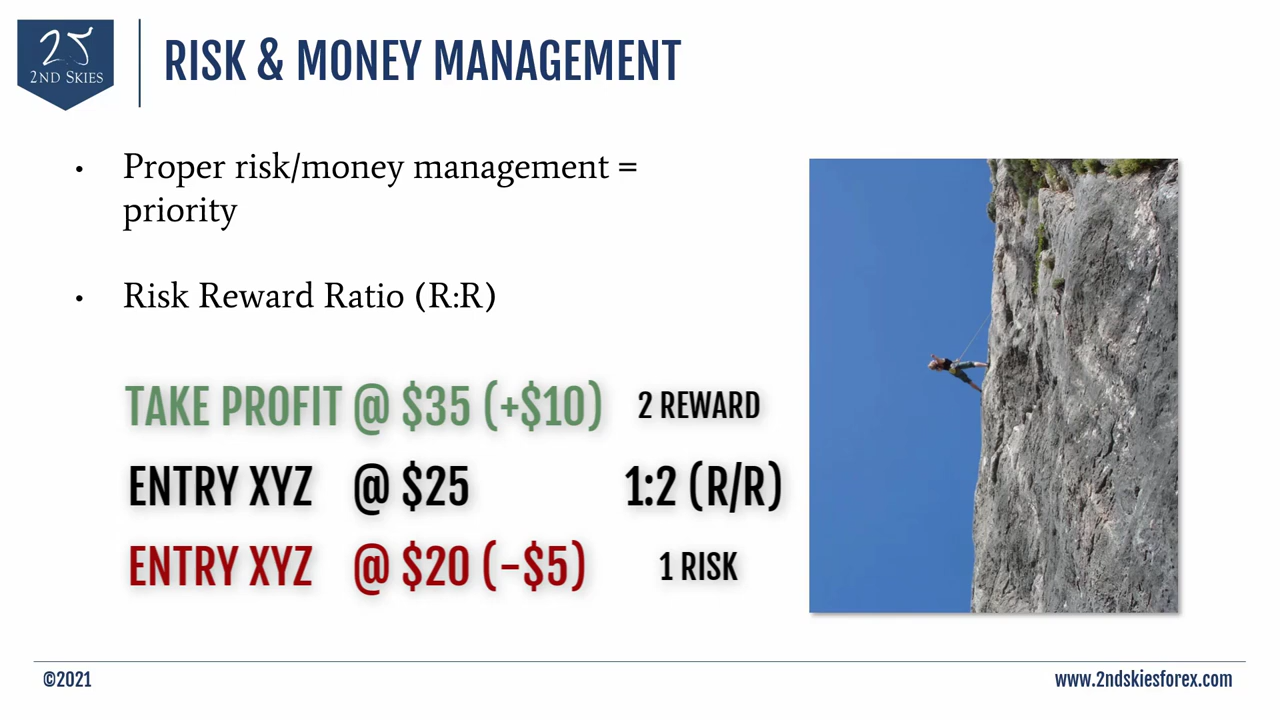 25
2ND SKIES
RISK & MONEY MANAGEMENT
• Proper risk/money management =
priority
• Risk Reward Ratio (R:R)
TAKE PROFIT @ $35 (+$10) 2 REWARD
ENTRY XYZ @ $25 1:2 (R/R)
ENTRY XYZ @ $20 (−$5) 1 RISK
©2021 www.2ndskiesforex.com